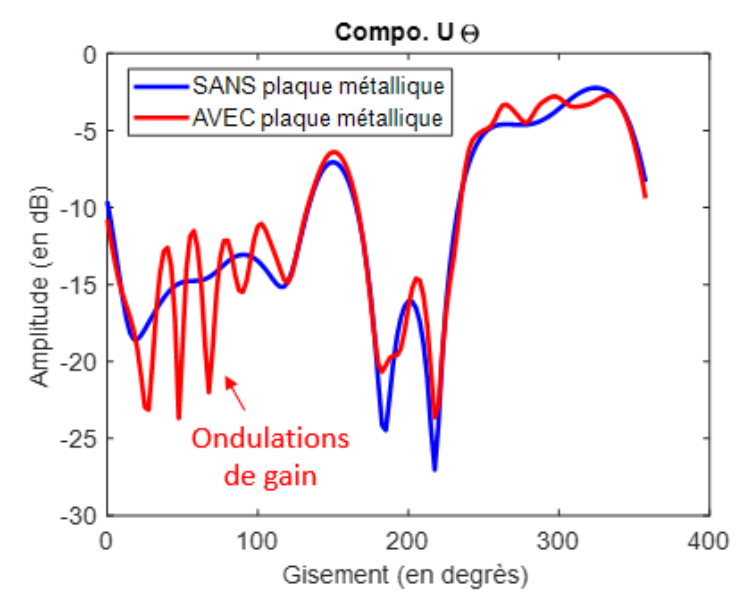 Compo. U Θ
0
-5
-10
-15
-20
-25
-30
Amplitude (en dB)
SANS plaque métallique
AVEC plaque métallique
Ondulations
de gain
0
100
200
300
400
Gisement (en degrès)